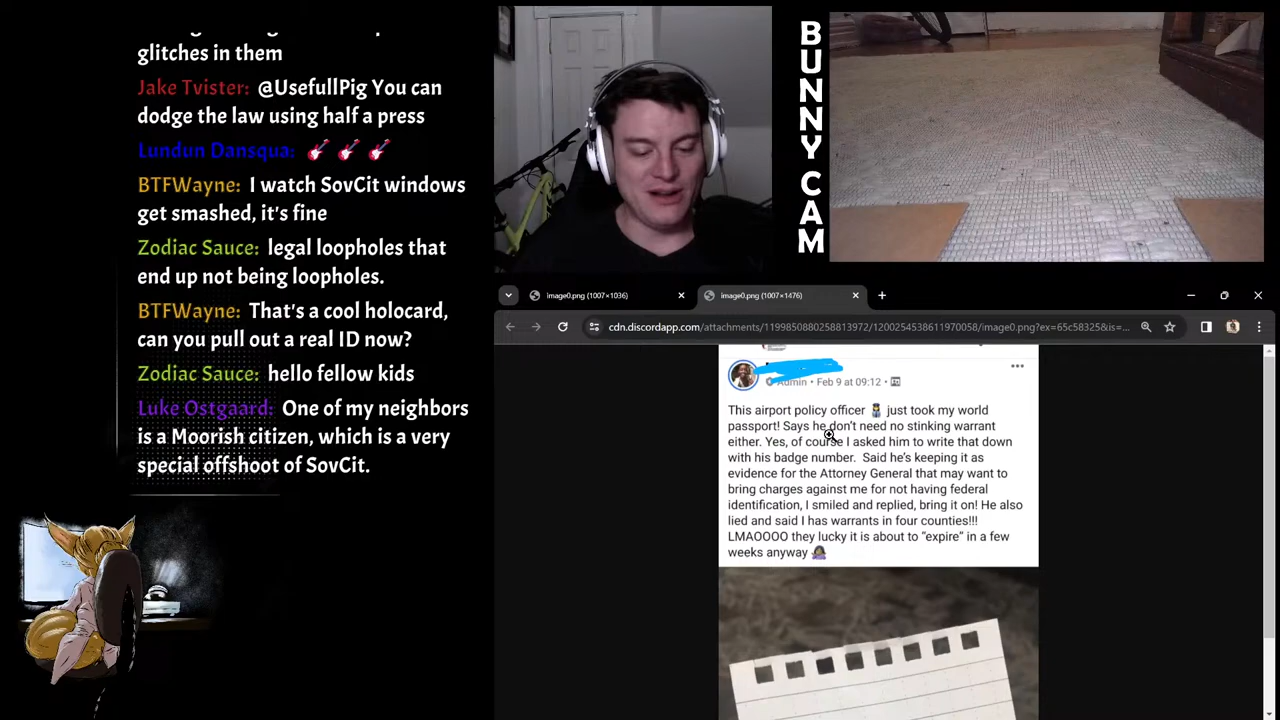 glitches in them
Jake Tvister: @UsefullPig You can
dodge the law using half a press
Lundun Dansqua: 🎸 🎸 🎸
BTFWayne: I watch SovCit windows
get smashed, it's fine
Zodiac Sauce: legal loopholes that
end up not being loopholes.
BTFWayne: That's a cool holocard,
can you pull out a real ID now?
Zodiac Sauce: hello fellow kids
Luke Ostgaard: One of my neighbors
is a Moorish citizen, which is a very
special offshoot of SovCit.
BUNNY CAM
image0.png (1007×1036)
image0.png (1007×1476)
cdn.discordapp.com/attachments/1199850880258813972/1200254538611970058/image0.png?ex=65c58325&is=...
Admin • Feb 9 at 09:12 •
This airport policy officer 👮 just took my world
passport! Says he don't need no stinking warrant
either. Yes, of course I asked him to write that down
with his badge number. Said he's keeping it as
evidence for the Attorney General that may want to
bring charges against me for not having federal
identification, I smiled and replied, bring it on! He also
lied and said I has warrants in four counties!!!
LMAOOOO they lucky it is about to “expire” in a few
weeks anyway 🤷🏾‍♀️